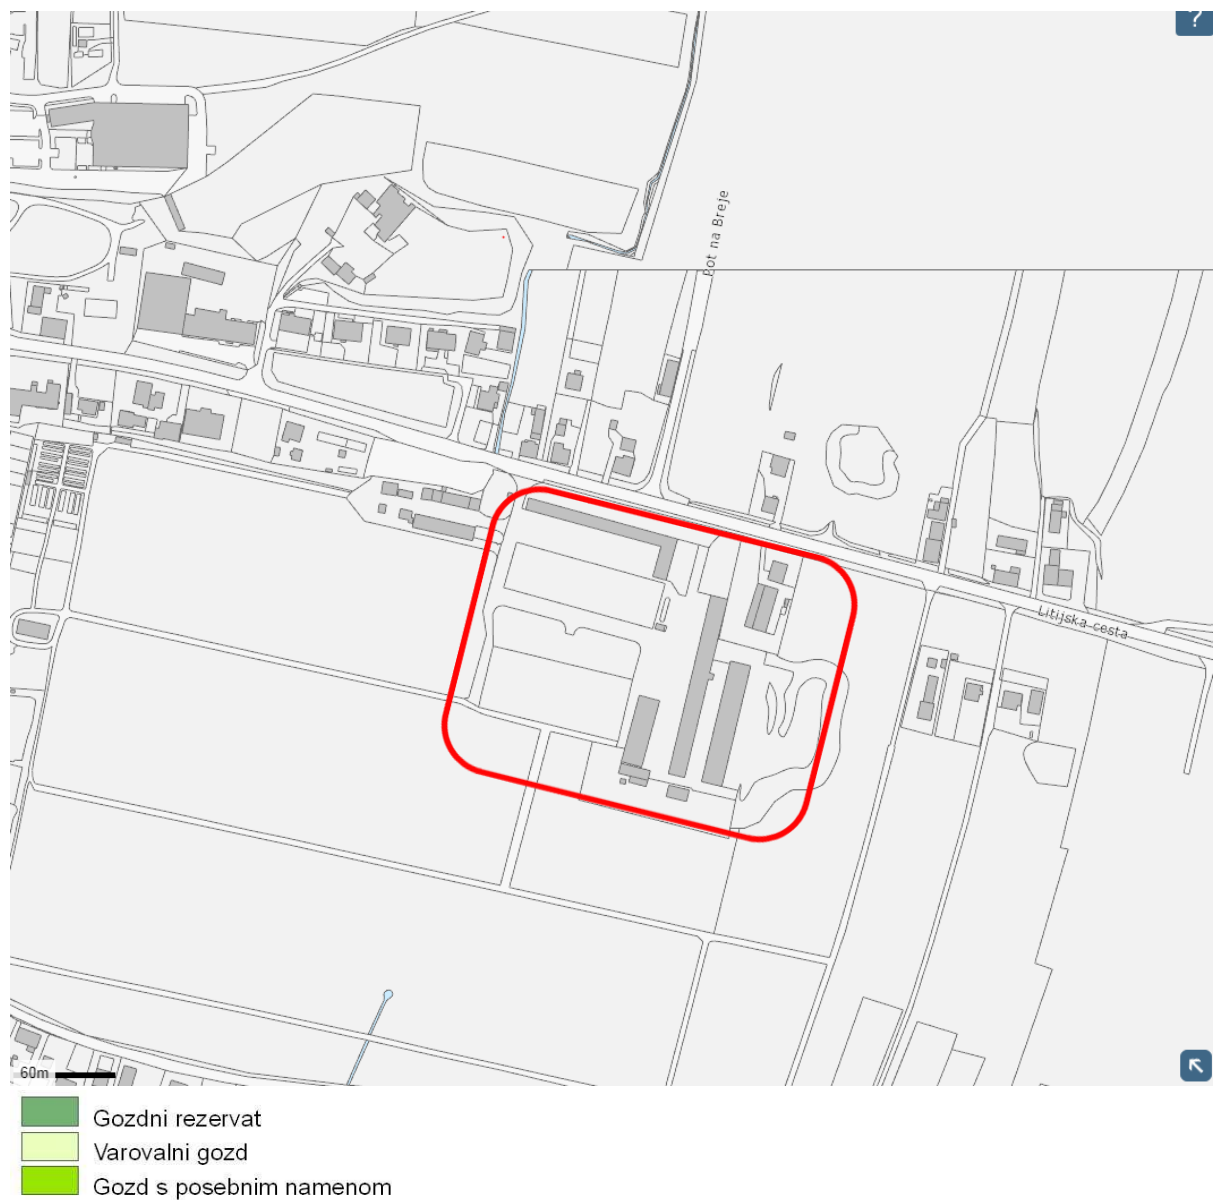 ?
Pot na Breje
Litijska cesta
60m
Gozdni rezervat
Varovalni gozd
Gozd s posebnim namenom